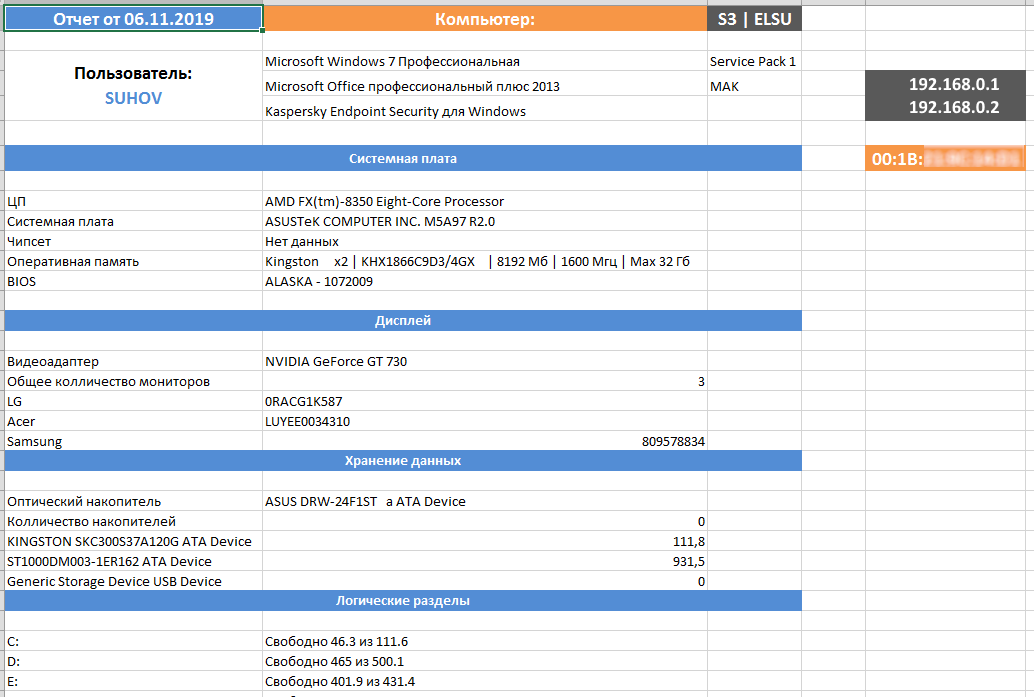 Отчет от 06.11.2019 Компьютер: S3 | ELSU
Microsoft Windows 7 Профессиональная Service Pack 1
Пользователь:
SUHOV
Microsoft Office профессиональный плюс 2013 MAK
192.168.0.1
192.168.0.2
Kaspersky Endpoint Security для Windows
Системная плата
00:1B:
ЦП AMD FX(tm)-8350 Eight-Core Processor
Системная плата ASUSTeK COMPUTER INC. M5A97 R2.0
Чипсет Нет данных
Оперативная память Kingston x2 | KHX1866C9D3/4GX | 8192 Мб | 1600 Мгц | Max 32 Гб
BIOS ALASKA - 1072009
Дисплей
Видеоадаптер NVIDIA GeForce GT 730
Общее колличество мониторов 3
LG 0RACG1K587
Acer LUYEE0034310
Samsung 809578834
Хранение данных
Оптический накопитель ASUS DRW-24F1ST a ATA Device
Колличество накопителей 0
KINGSTON SKC300S37A120G ATA Device 111,8
ST1000DM003-1ER162 ATA Device 931,5
Generic Storage Device USB Device 0
Логические разделы
C: Свободно 46.3 из 111.6
D: Свободно 465 из 500.1
E: Свободно 401.9 из 431.4